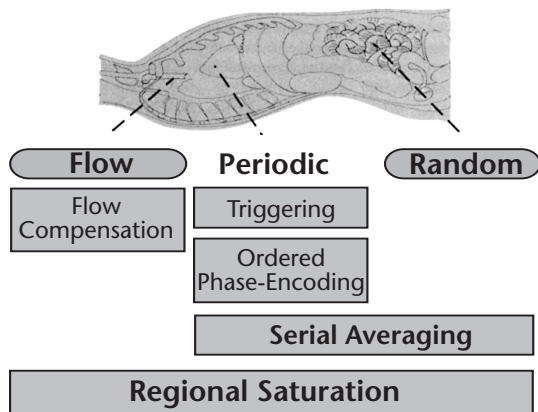 Flow
Periodic
Random
Flow
Compensation
Triggering
Ordered
Phase-Encoding
Serial Averaging
Regional Saturation